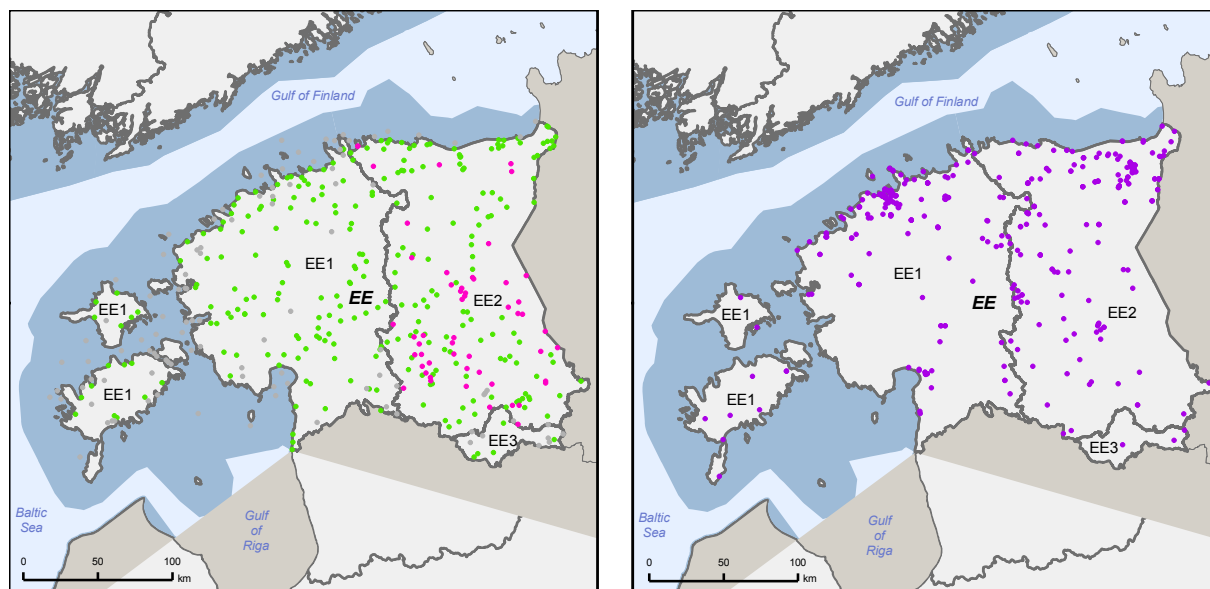 Gulf of Finland
EE1
EE
EE2
EE1
EE1
EE3
Baltic
Sea
Gulf
of
Riga
0 50 100
km
Gulf of Finland
EE1
EE
EE2
EE1
EE1
EE3
Baltic
Sea
Gulf
of
Riga
0 50 100
km